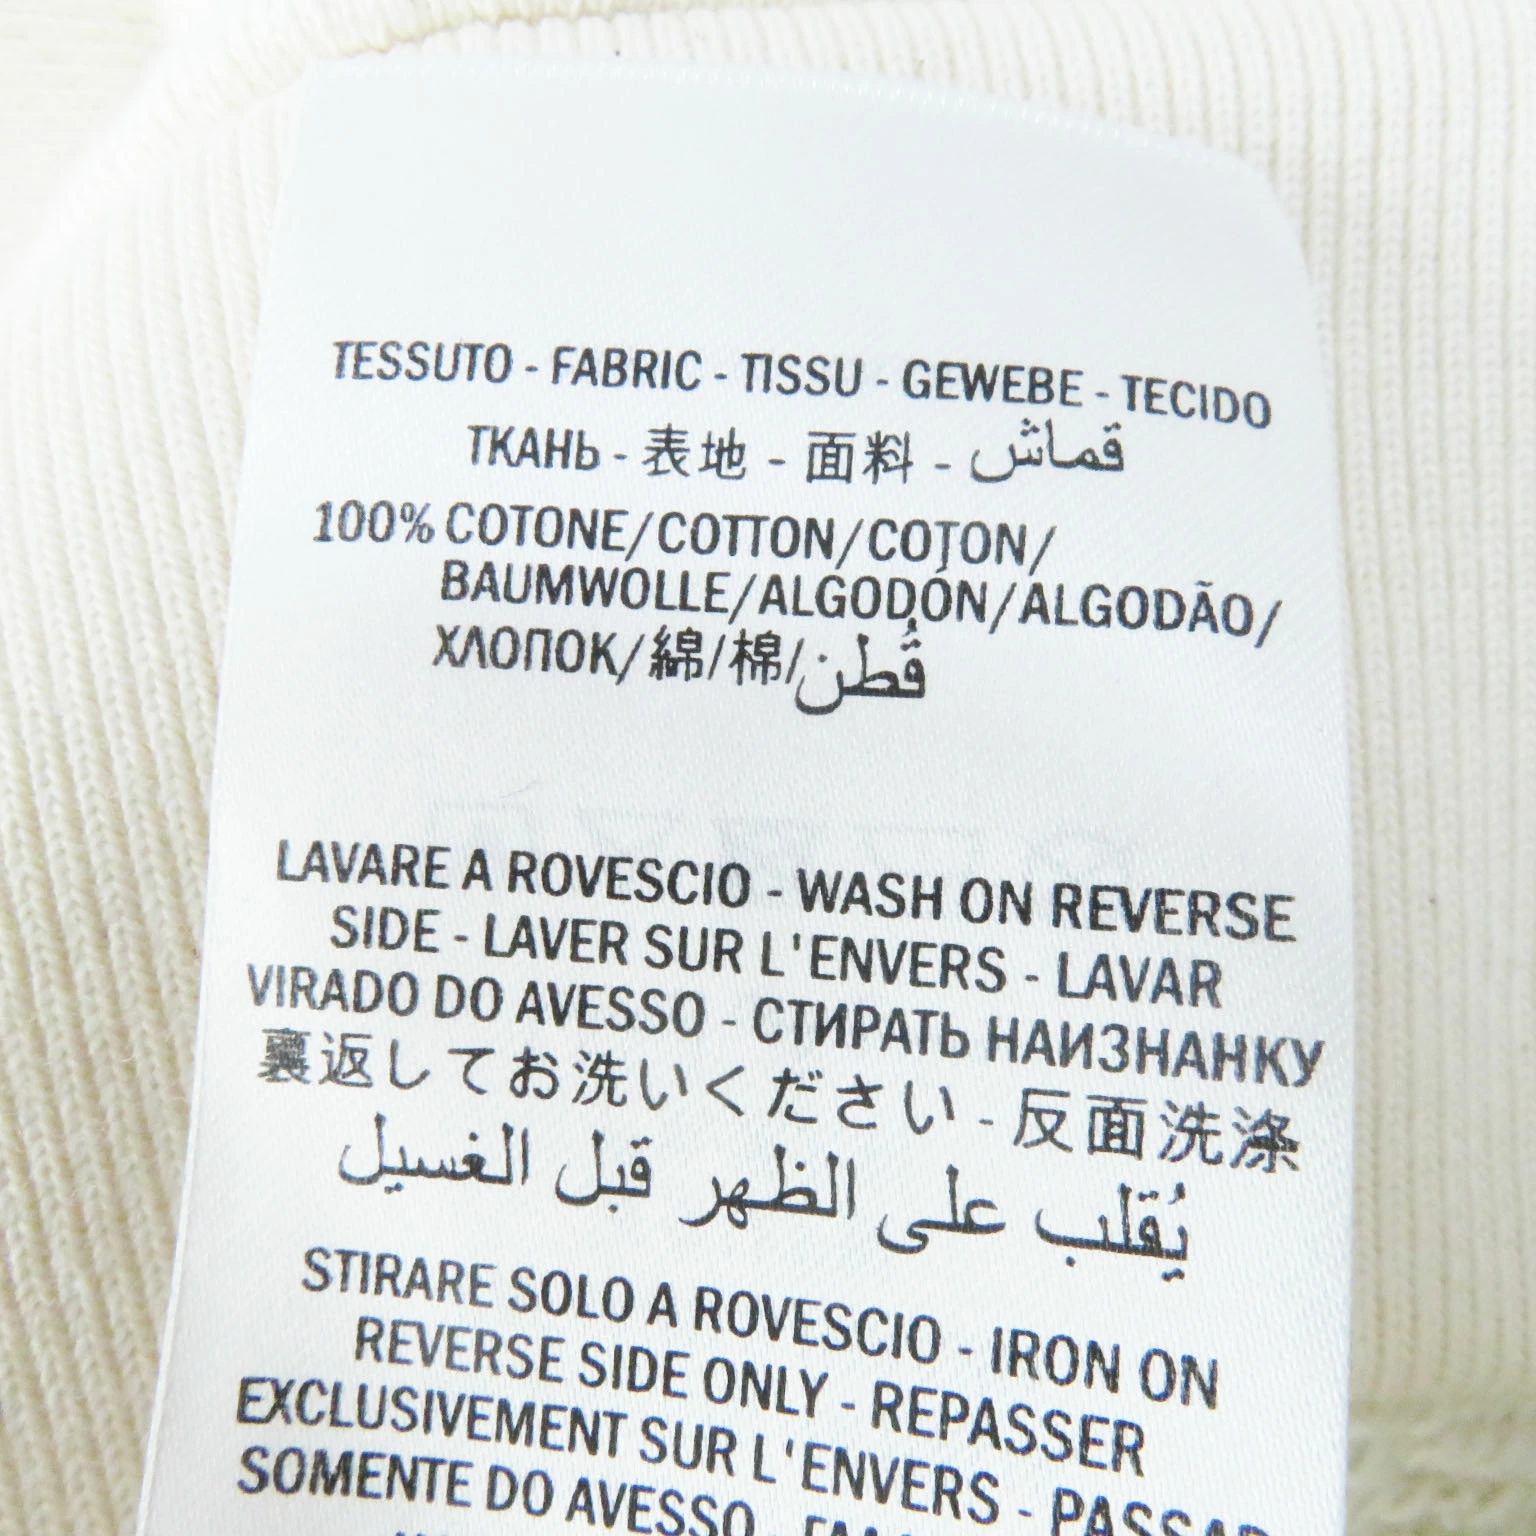 TESSUTO - FABRIC - TISSU - GEWEBE - TECIDO
ТКАНЬ - 表地 - 面料 - قماش
100% COTONE/COTTON/COTON/
BAUMWOLLE/ALGODÓN/ALGODÃO/
ХЛОПОК/綿/棉/قُطن
LAVARE A ROVESCIO - WASH ON REVERSE
SIDE - LAVER SUR L'ENVERS - LAVAR
VIRADO DO AVESSO - СТИРАТЬ НАИЗНАНКУ
裏返してお洗いください - 反面洗涤
يُقلب على الظهر قبل الغسيل
STIRARE SOLO A ROVESCIO - IRON ON
REVERSE SIDE ONLY - REPASSER
EXCLUSIVEMENT SUR L'ENVERS - PASSAR
SOMENTE DO AVESSO -